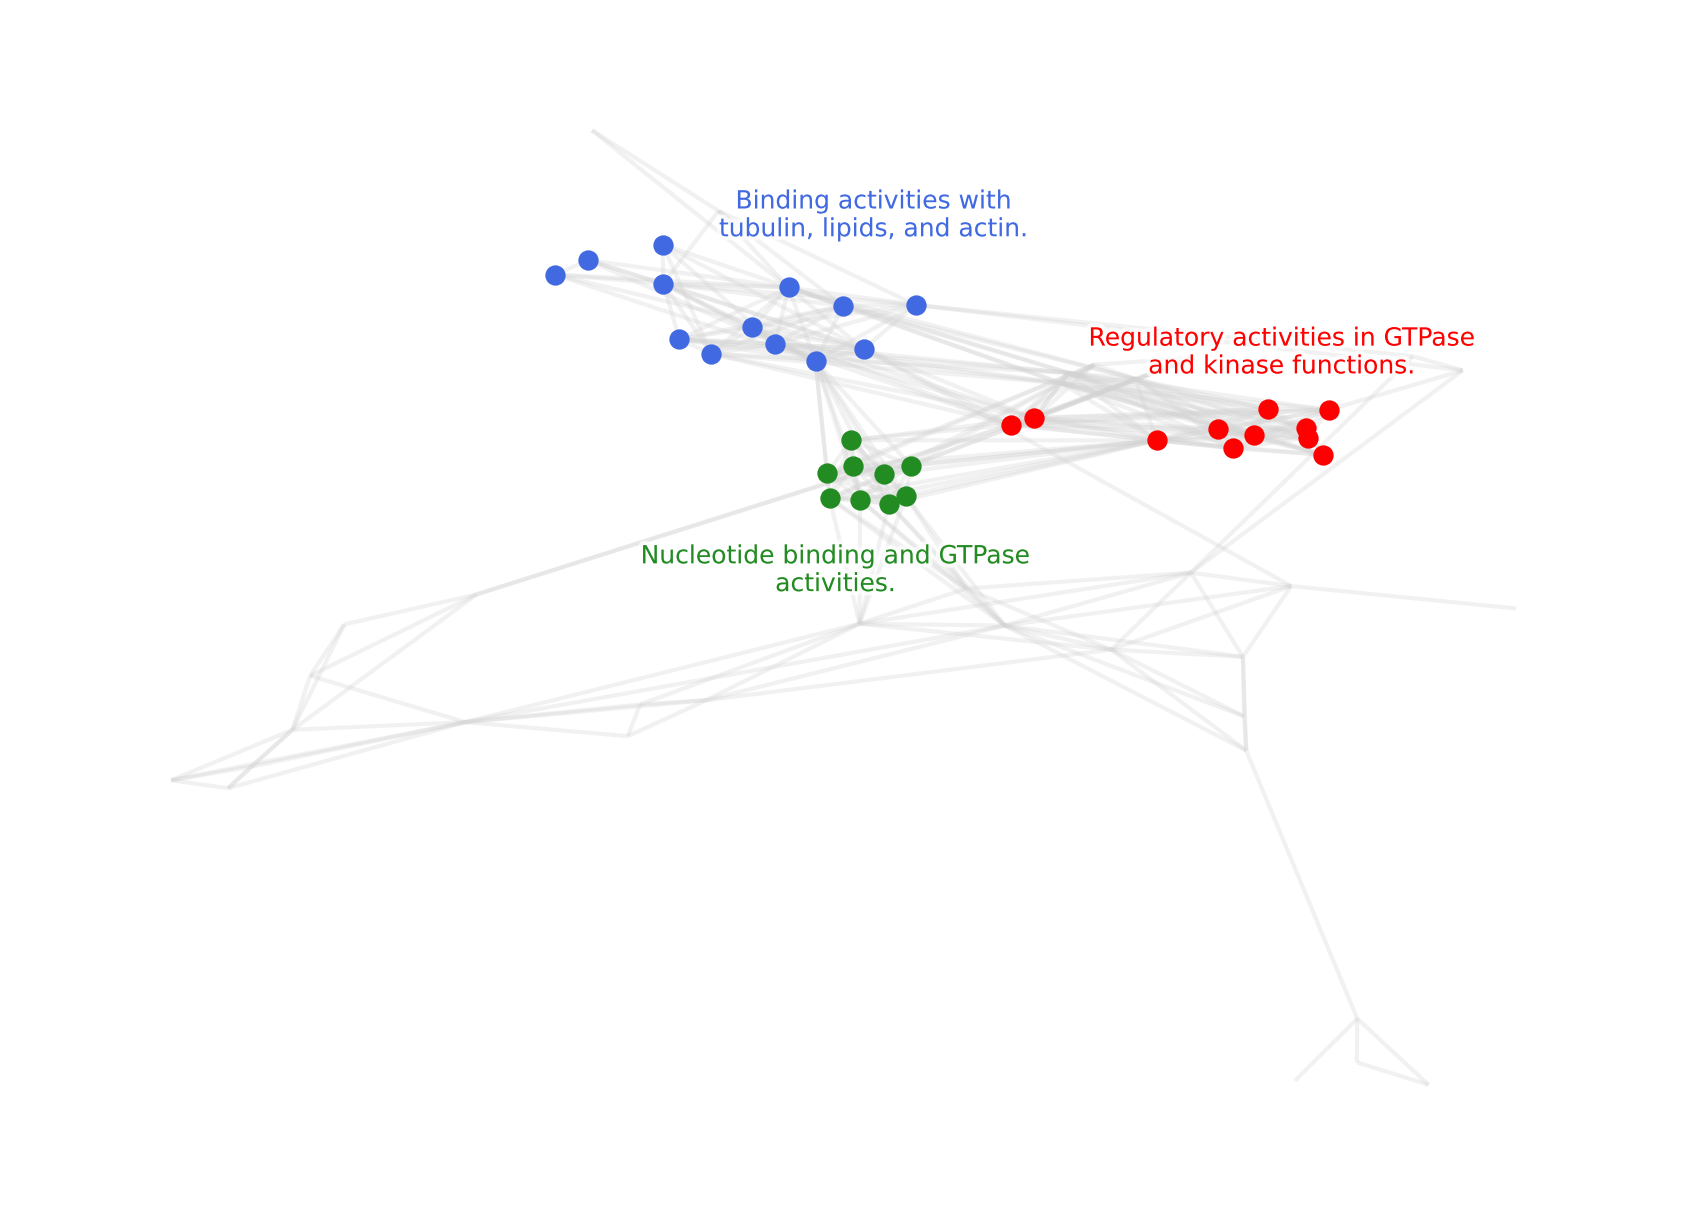 Binding activities with
tubulin, lipids, and actin.
Regulatory activities in GTPase
and kinase functions.
Nucleotide binding and GTPase
activities.